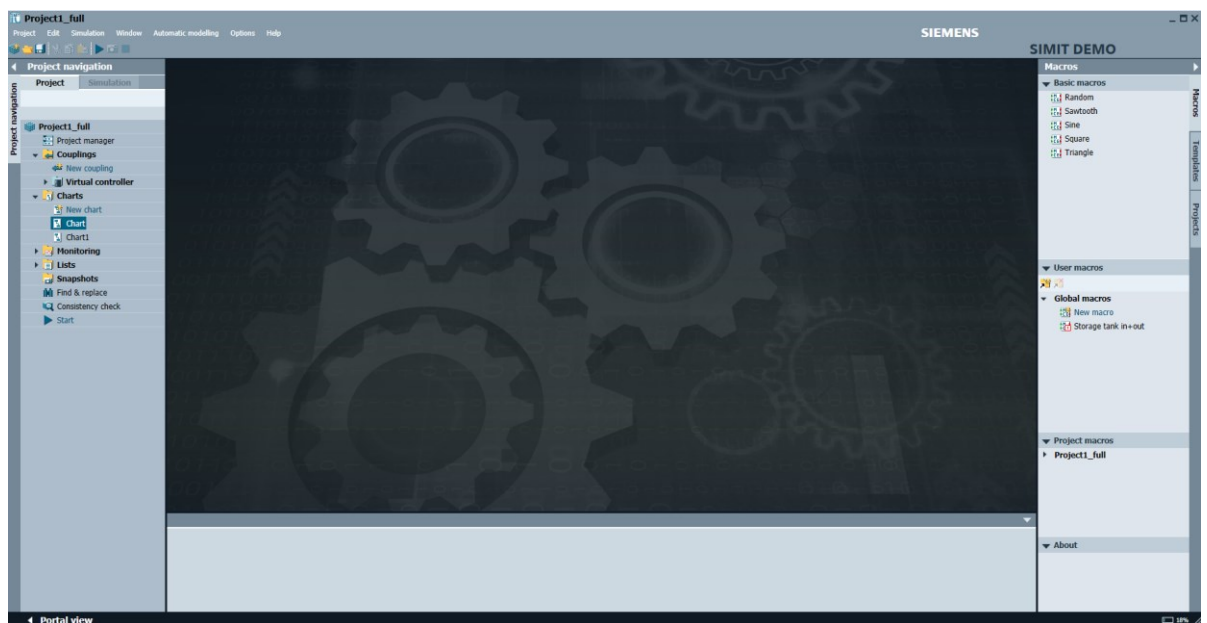 Project1_full
Project Edit Simulation Window Automatic modelling Options Help
SIEMENS
SIMIT DEMO
Project navigation
Project navigation
Project Simulation
Project1_full
Project manager
Couplings
New coupling
Virtual controller
Charts
New chart
Chart
Chart1
Monitoring
Lists
Snapshots
Find & replace
Consistency check
Start
Macros
Basic macros
Random
Sawtooth
Sine
Square
Triangle
User macros
Global macros
New macro
Storage tank in+out
Project macros
Project1_full
About
Macros
Templates
Projects
Portal view
18%